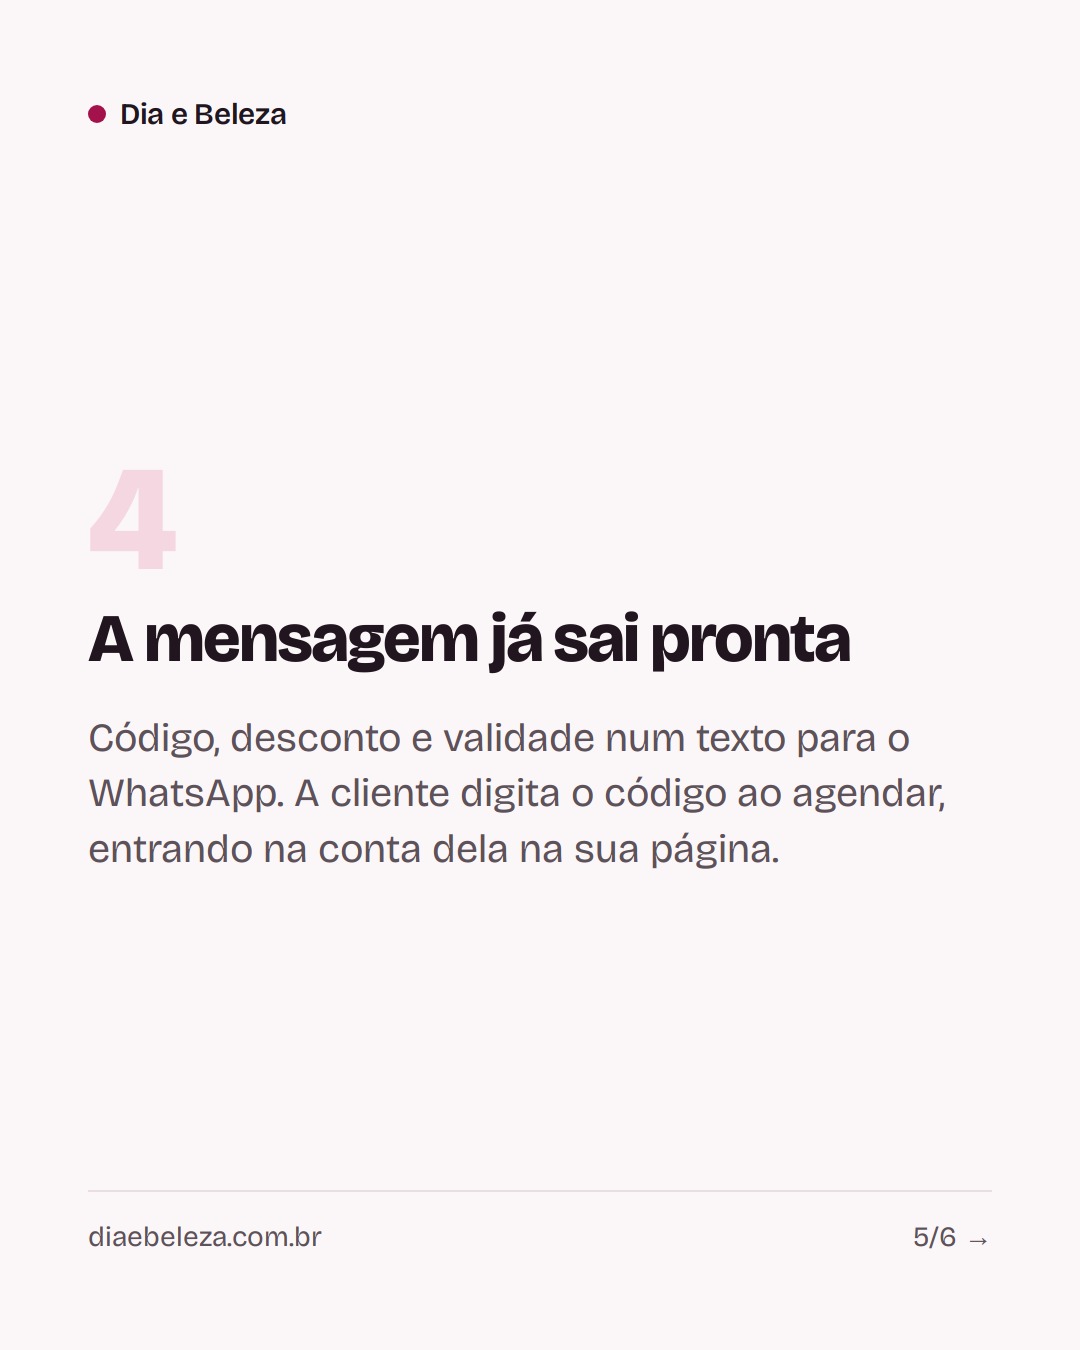 Dia e Beleza
4
A mensagem já sai pronta
Código, desconto e validade num texto para o
WhatsApp. A cliente digita o código ao agendar,
entrando na conta dela na sua página.
diaebeleza.com.br
5/6 →